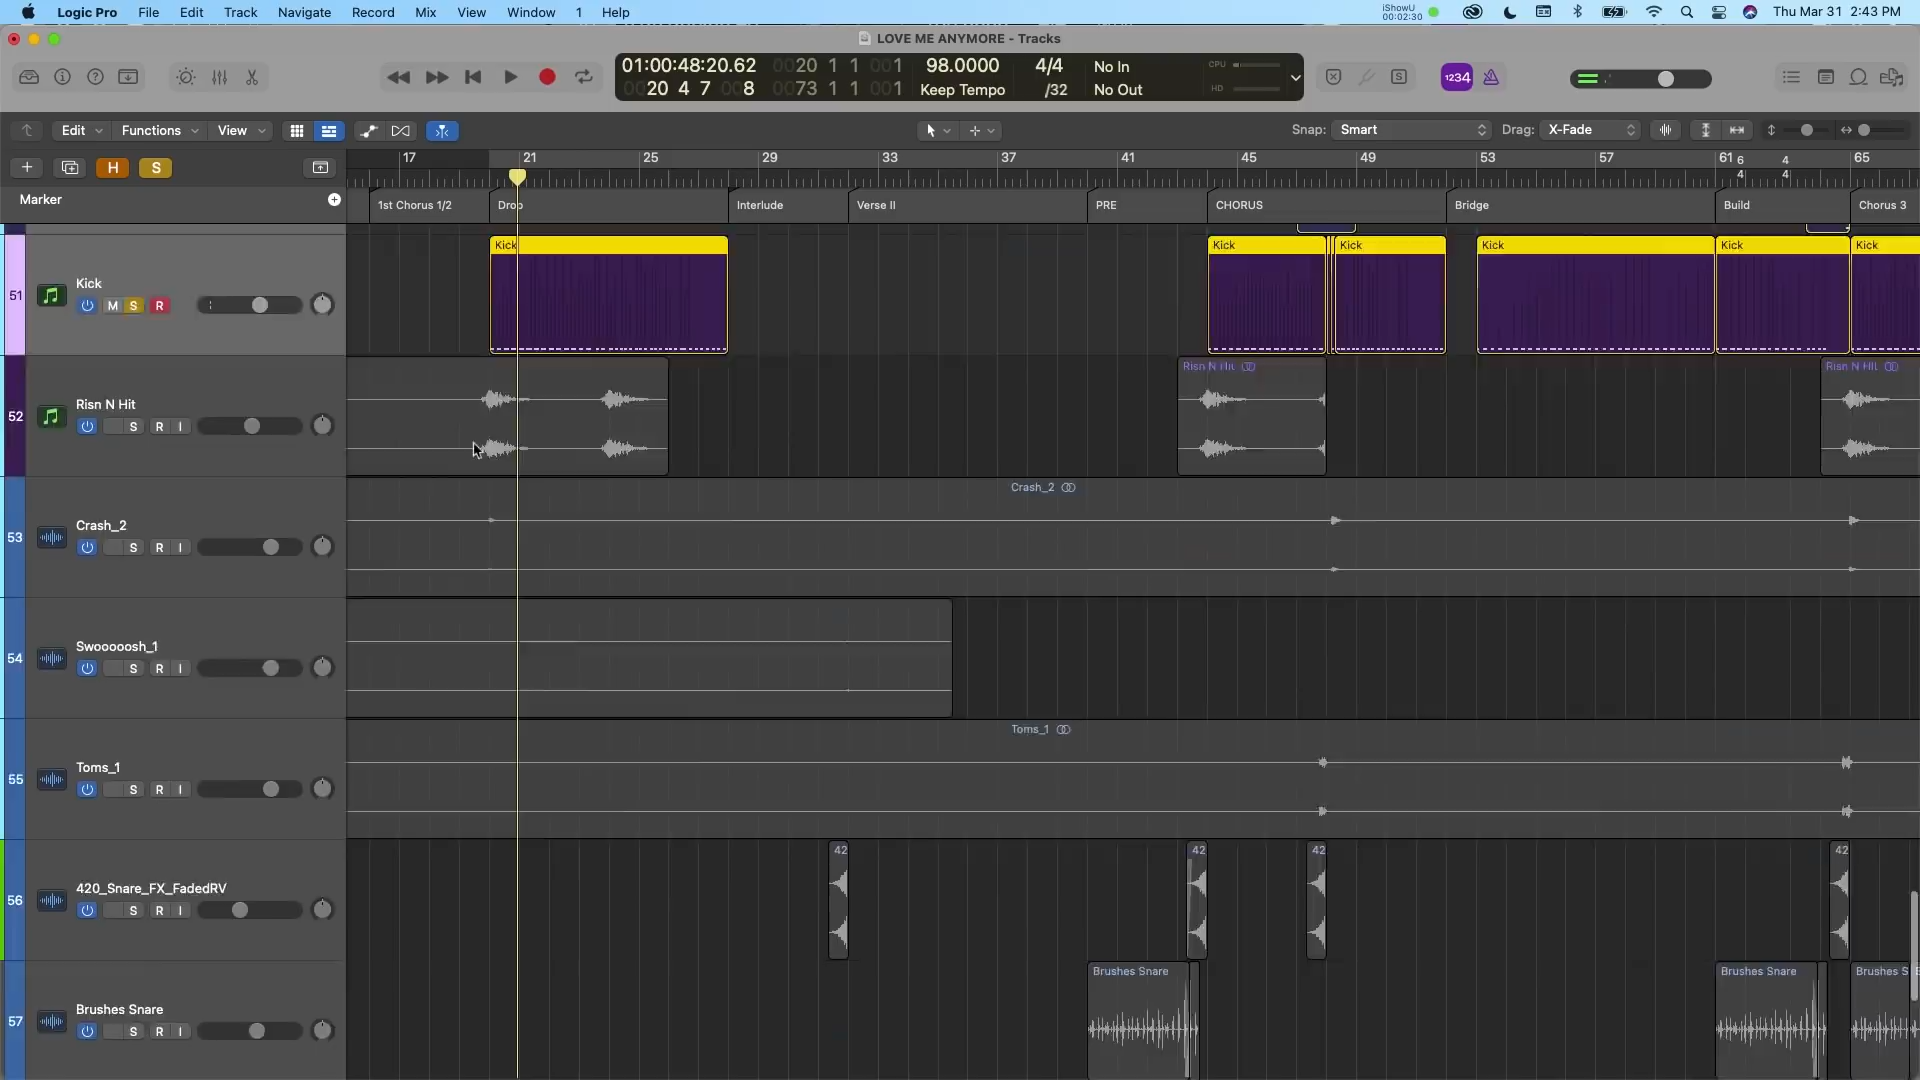 Logic Pro File Edit Track Navigate Record Mix View Window 1 Help
iShowU
00:02:30
Thu Mar 31 2:43 PM
LOVE ME ANYMORE - Tracks
01:00:48:20.62 0020 1 1 001 98.0000 4/4 No In CPU
0020 4 7 008 0073 1 1 001 Keep Tempo /32 No Out HD
1234
Edit Functions View
Snap: Smart Drag: X-Fade
H S
17 21 25 29 33 37 41 45 49 53 57 61 6 4 65
4 4
Marker
1st Chorus 1/2 Drop Interlude Verse II PRE CHORUS Bridge Build Chorus 3
51 Kick
M S R
Kick Kick Kick Kick Kick Kick
52 Risn N Hit
S R I
Risn N Hit Risn N Hit
53 Crash_2
S R I
Crash_2
54 Swooooosh_1
S R I
55 Toms_1
S R I
Toms_1
56 420_Snare_FX_FadedRV
S R I
42 42 42 42
57 Brushes Snare
S R I
Brushes Snare Brushes Snare Brushes S